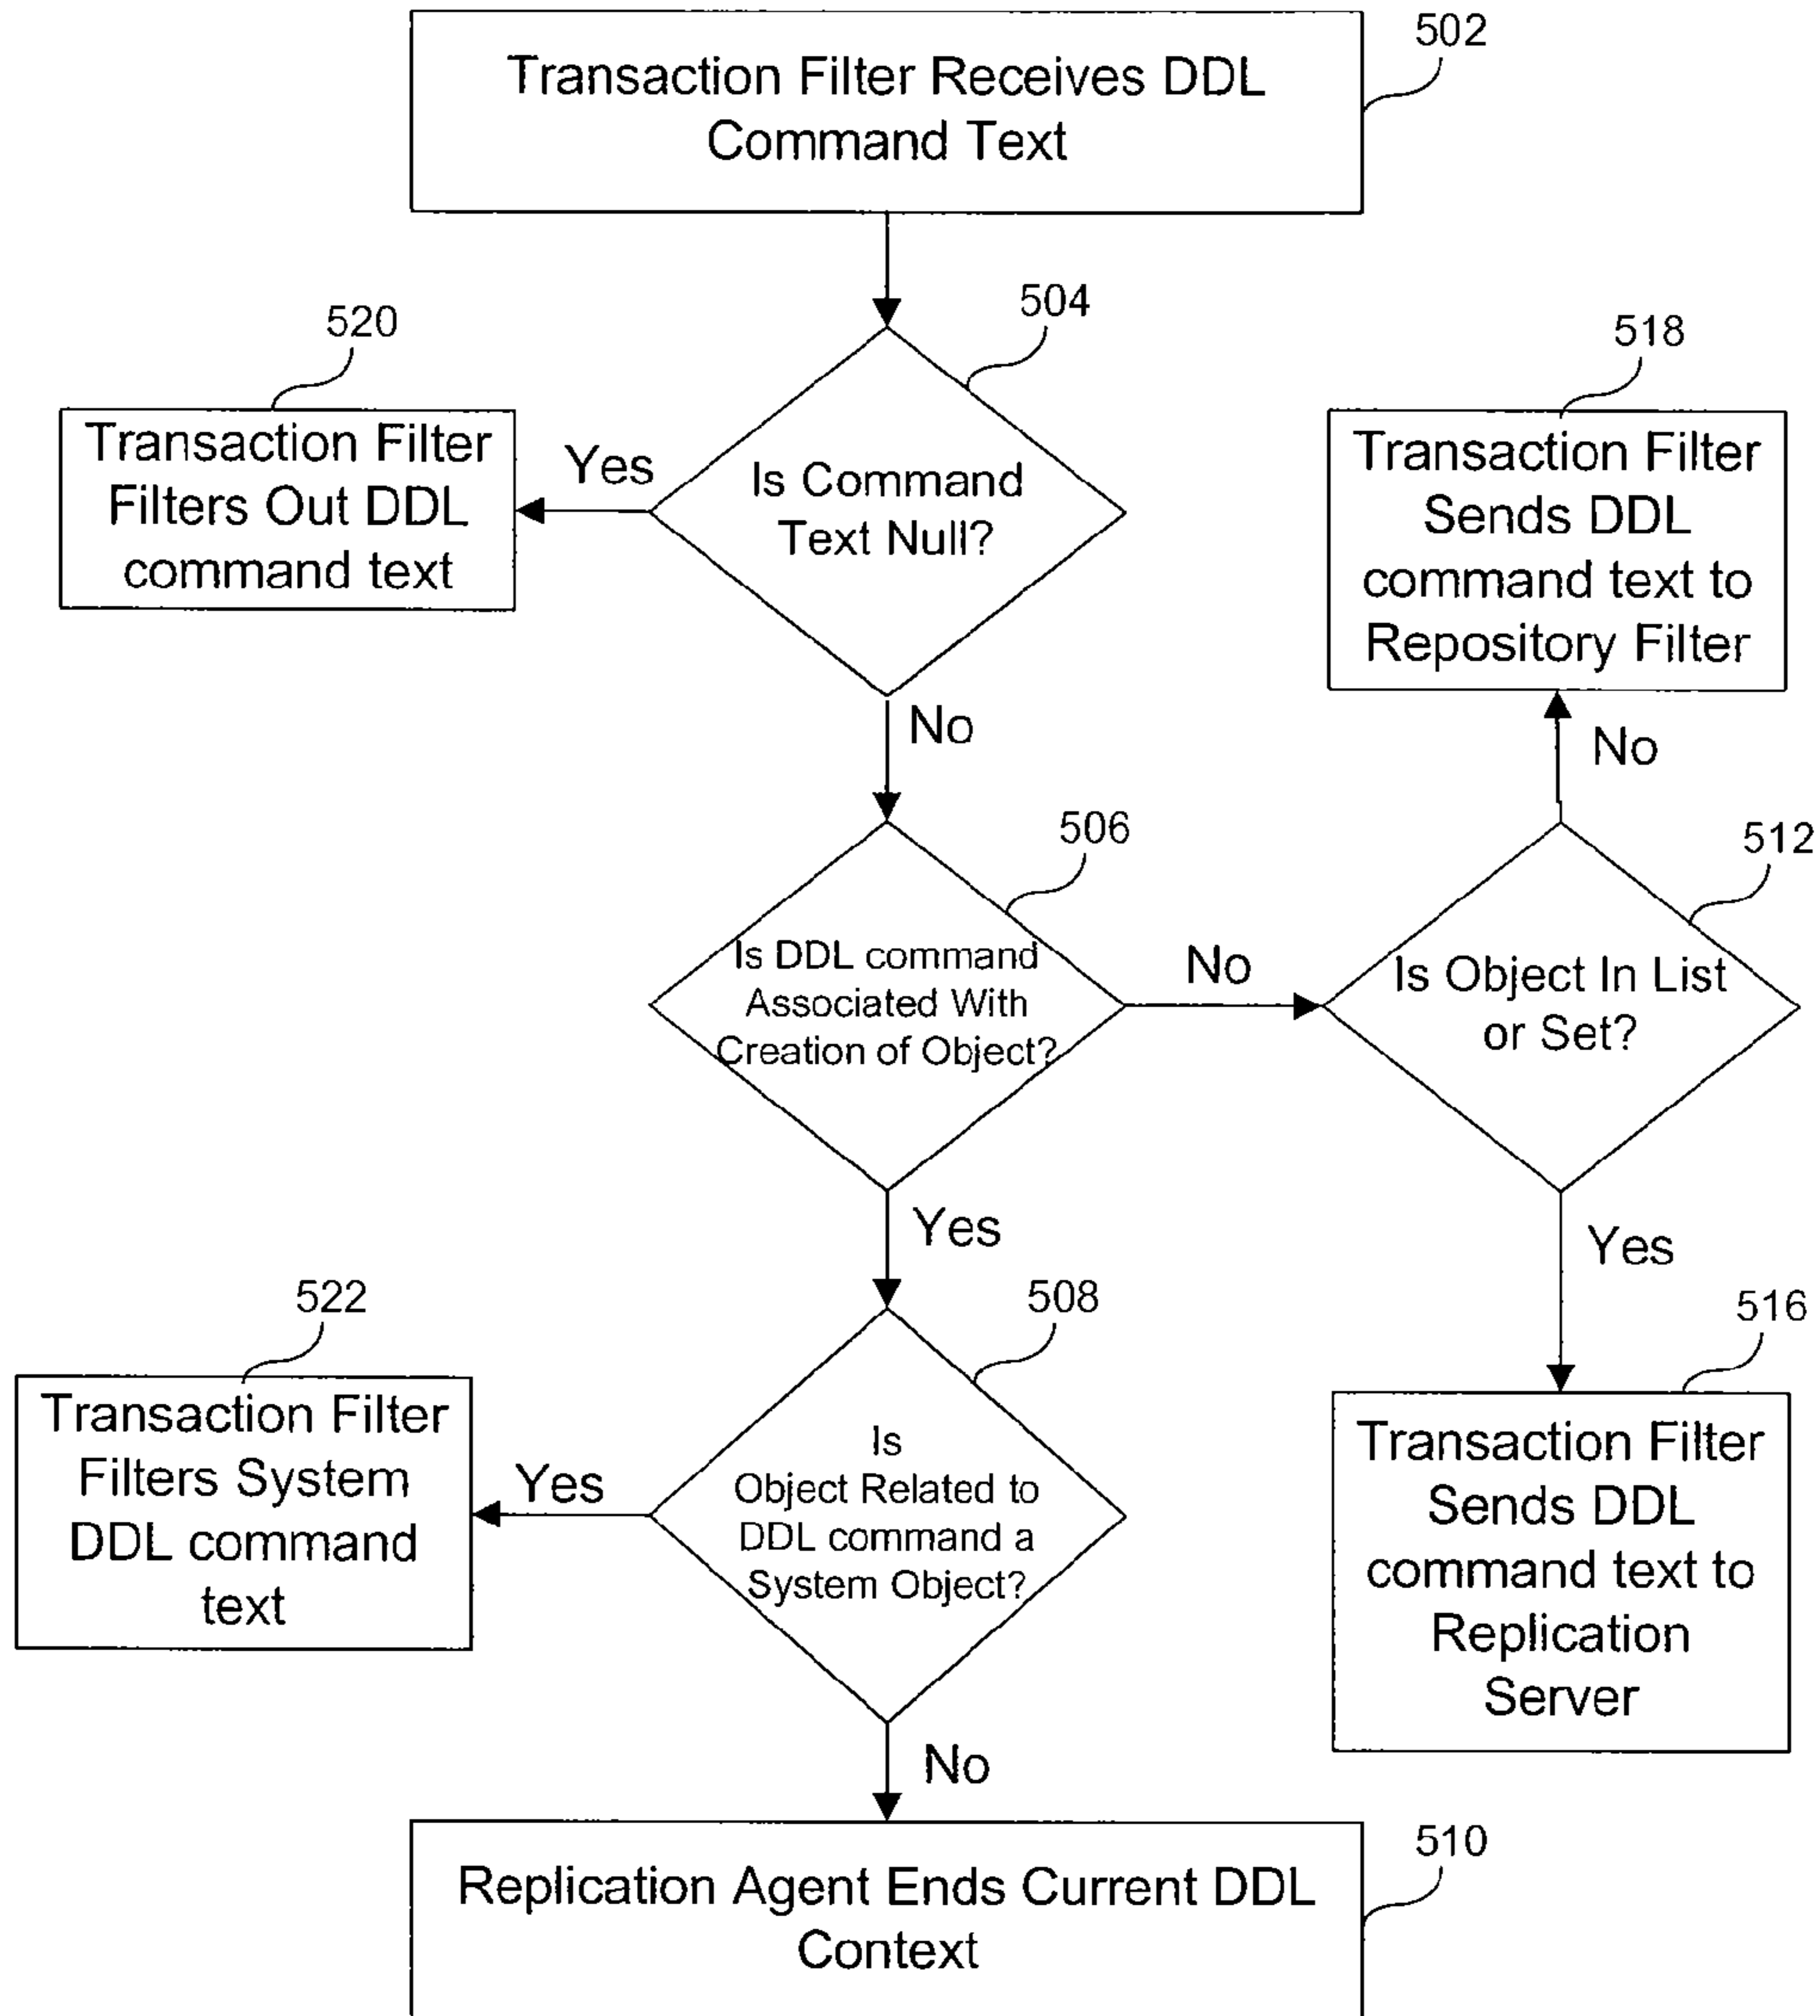 502
Transaction Filter Receives DDL
Command Text
504
520
518
Transaction Filter
Filters Out DDL
command text
Yes
Is Command
Text Null?
Transaction Filter
Sends DDL
command text to
Repository Filter
No
No
506
512
Is DDL command
Associated With
Creation of Object?
No
Is Object In List
or Set?
Yes
Yes
522
508
516
Transaction Filter
Filters System
DDL command
text
Yes
Is
Object Related to
DDL command a
System Object?
Transaction Filter
Sends DDL
command text to
Replication
Server
No
510
Replication Agent Ends Current DDL
Context